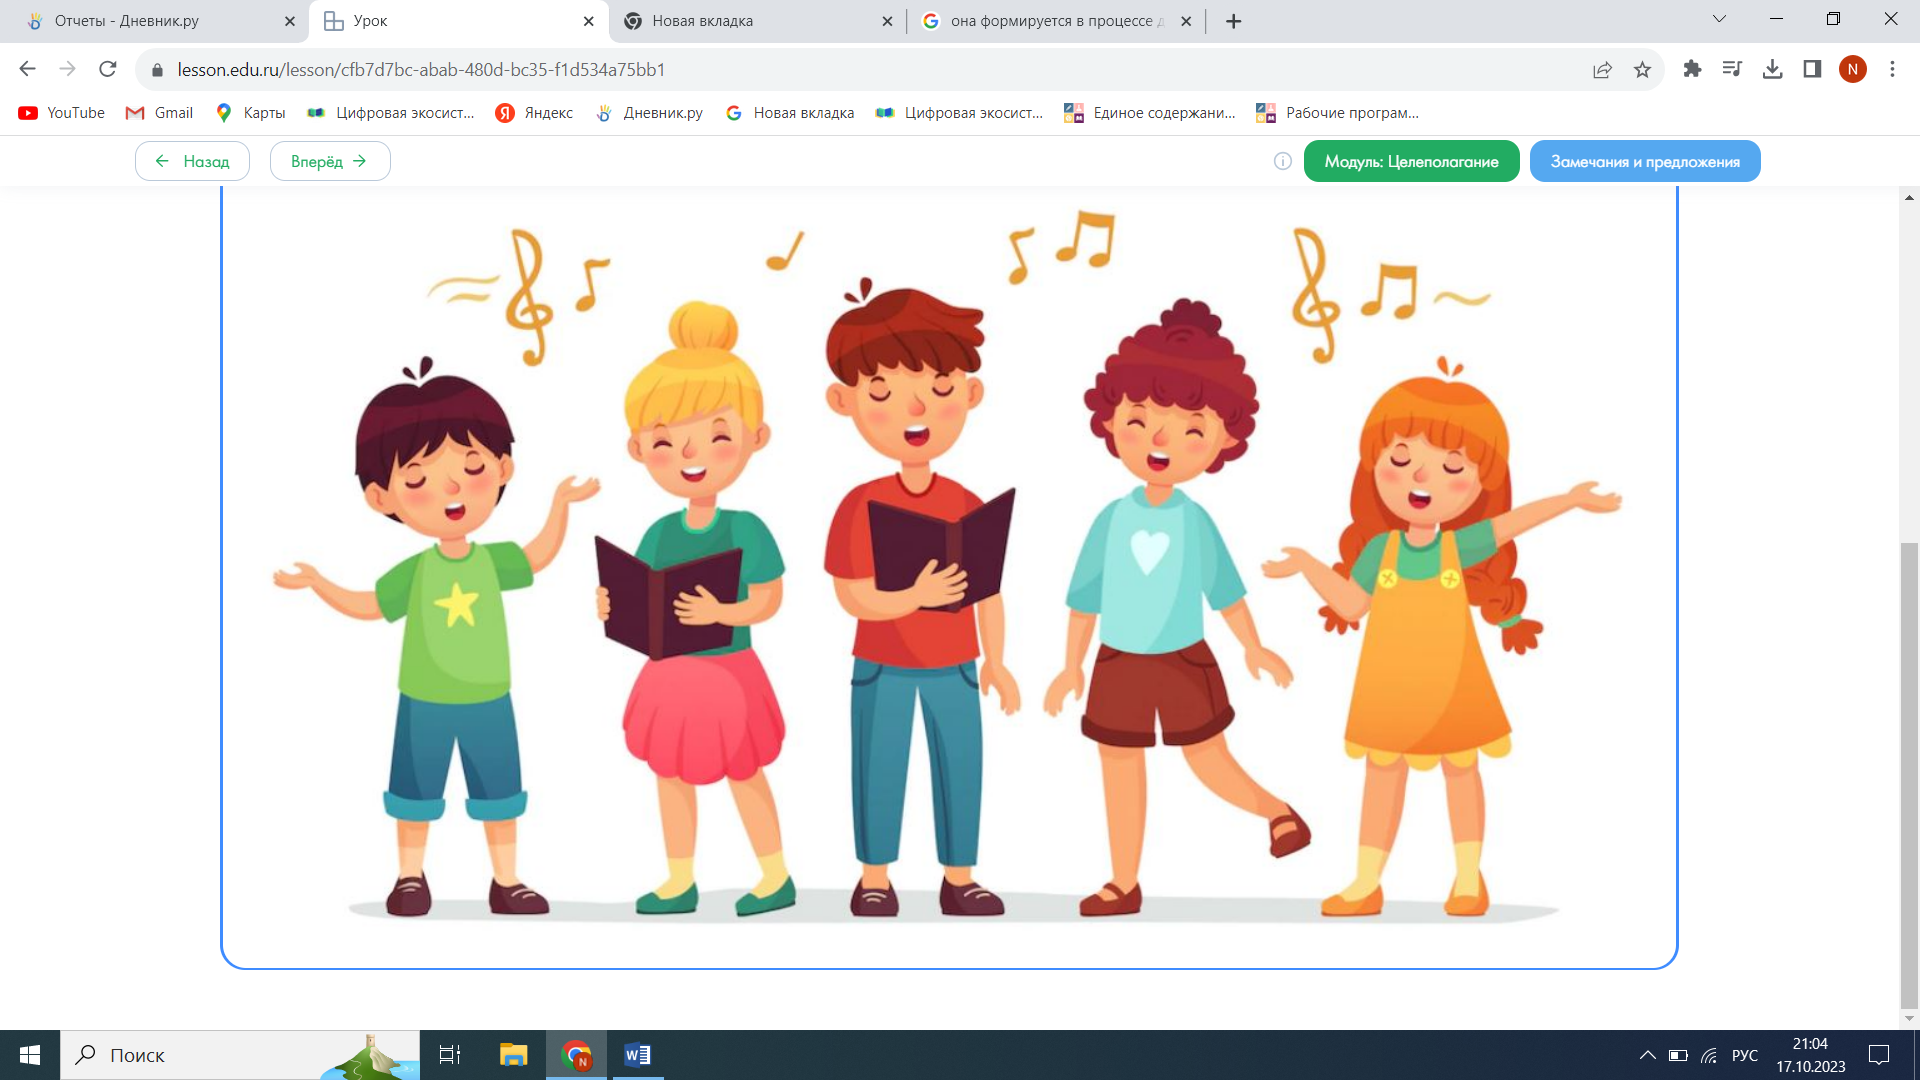 Отчеты - Дневник.ру
Урок
Новая вкладка
она формируется в процессе д
lesson.edu.ru/lesson/cfb7d7bc-abab-480d-bc35-f1d534a75bb1
N
YouTube
Gmail
Карты
Цифровая экосист...
Яндекс
Дневник.ру
Новая вкладка
Цифровая экосист...
Единое содержани...
Рабочие програм...
Назад
Вперёд
Модуль: Целеполагание
Замечания и предложения
Поиск
РУС
21:04
17.10.2023